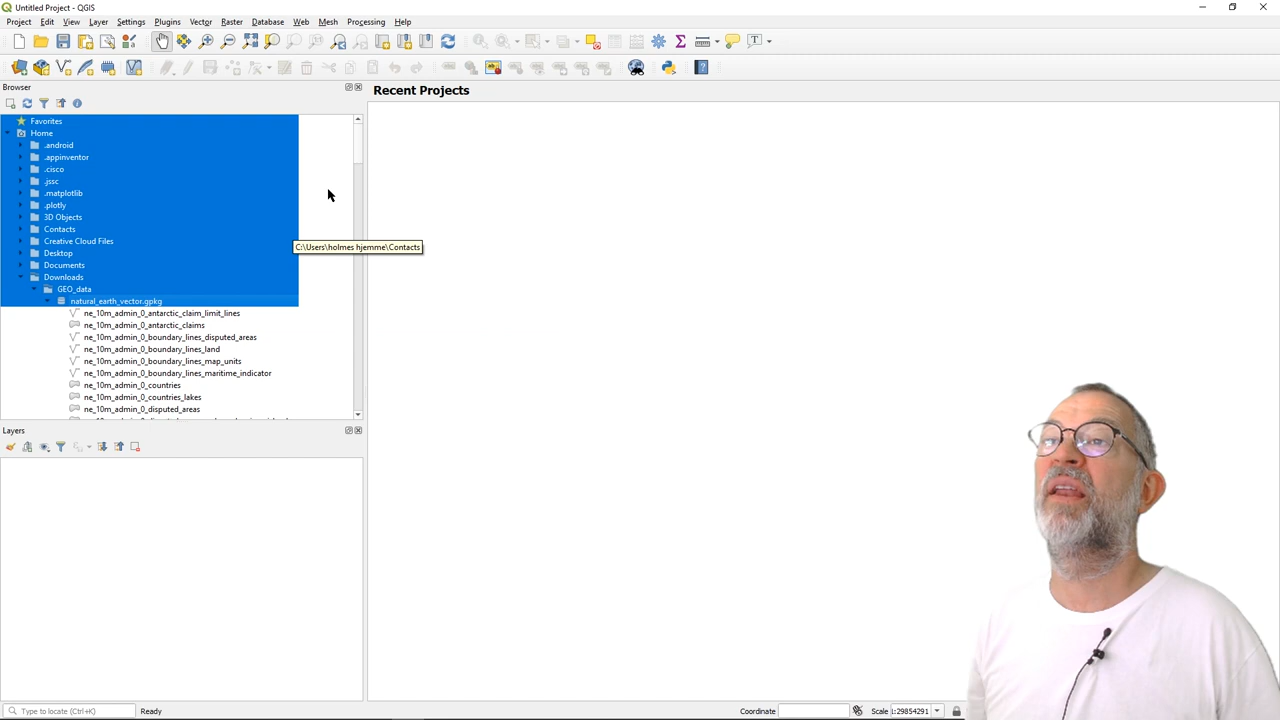 Untitled Project - QGIS
Project Edit View Layer Settings Plugins Vector Raster Database Web Mesh Processing Help
Browser
Recent Projects
Favorites
Home
.android
.appinventor
.cisco
.jssc
.matplotlib
.plotly
3D Objects
Contacts
Creative Cloud Files
C:\Users\holmes hjemme\Contacts
Desktop
Documents
Downloads
GEO_data
natural_earth_vector.gpkg
ne_10m_admin_0_antarctic_claim_limit_lines
ne_10m_admin_0_antarctic_claims
ne_10m_admin_0_boundary_lines_disputed_areas
ne_10m_admin_0_boundary_lines_land
ne_10m_admin_0_boundary_lines_map_units
ne_10m_admin_0_boundary_lines_maritime_indicator
ne_10m_admin_0_countries
ne_10m_admin_0_countries_lakes
ne_10m_admin_0_disputed_areas
Layers
Type to locate (Ctrl+K) Ready Coordinate Scale 1:29854291